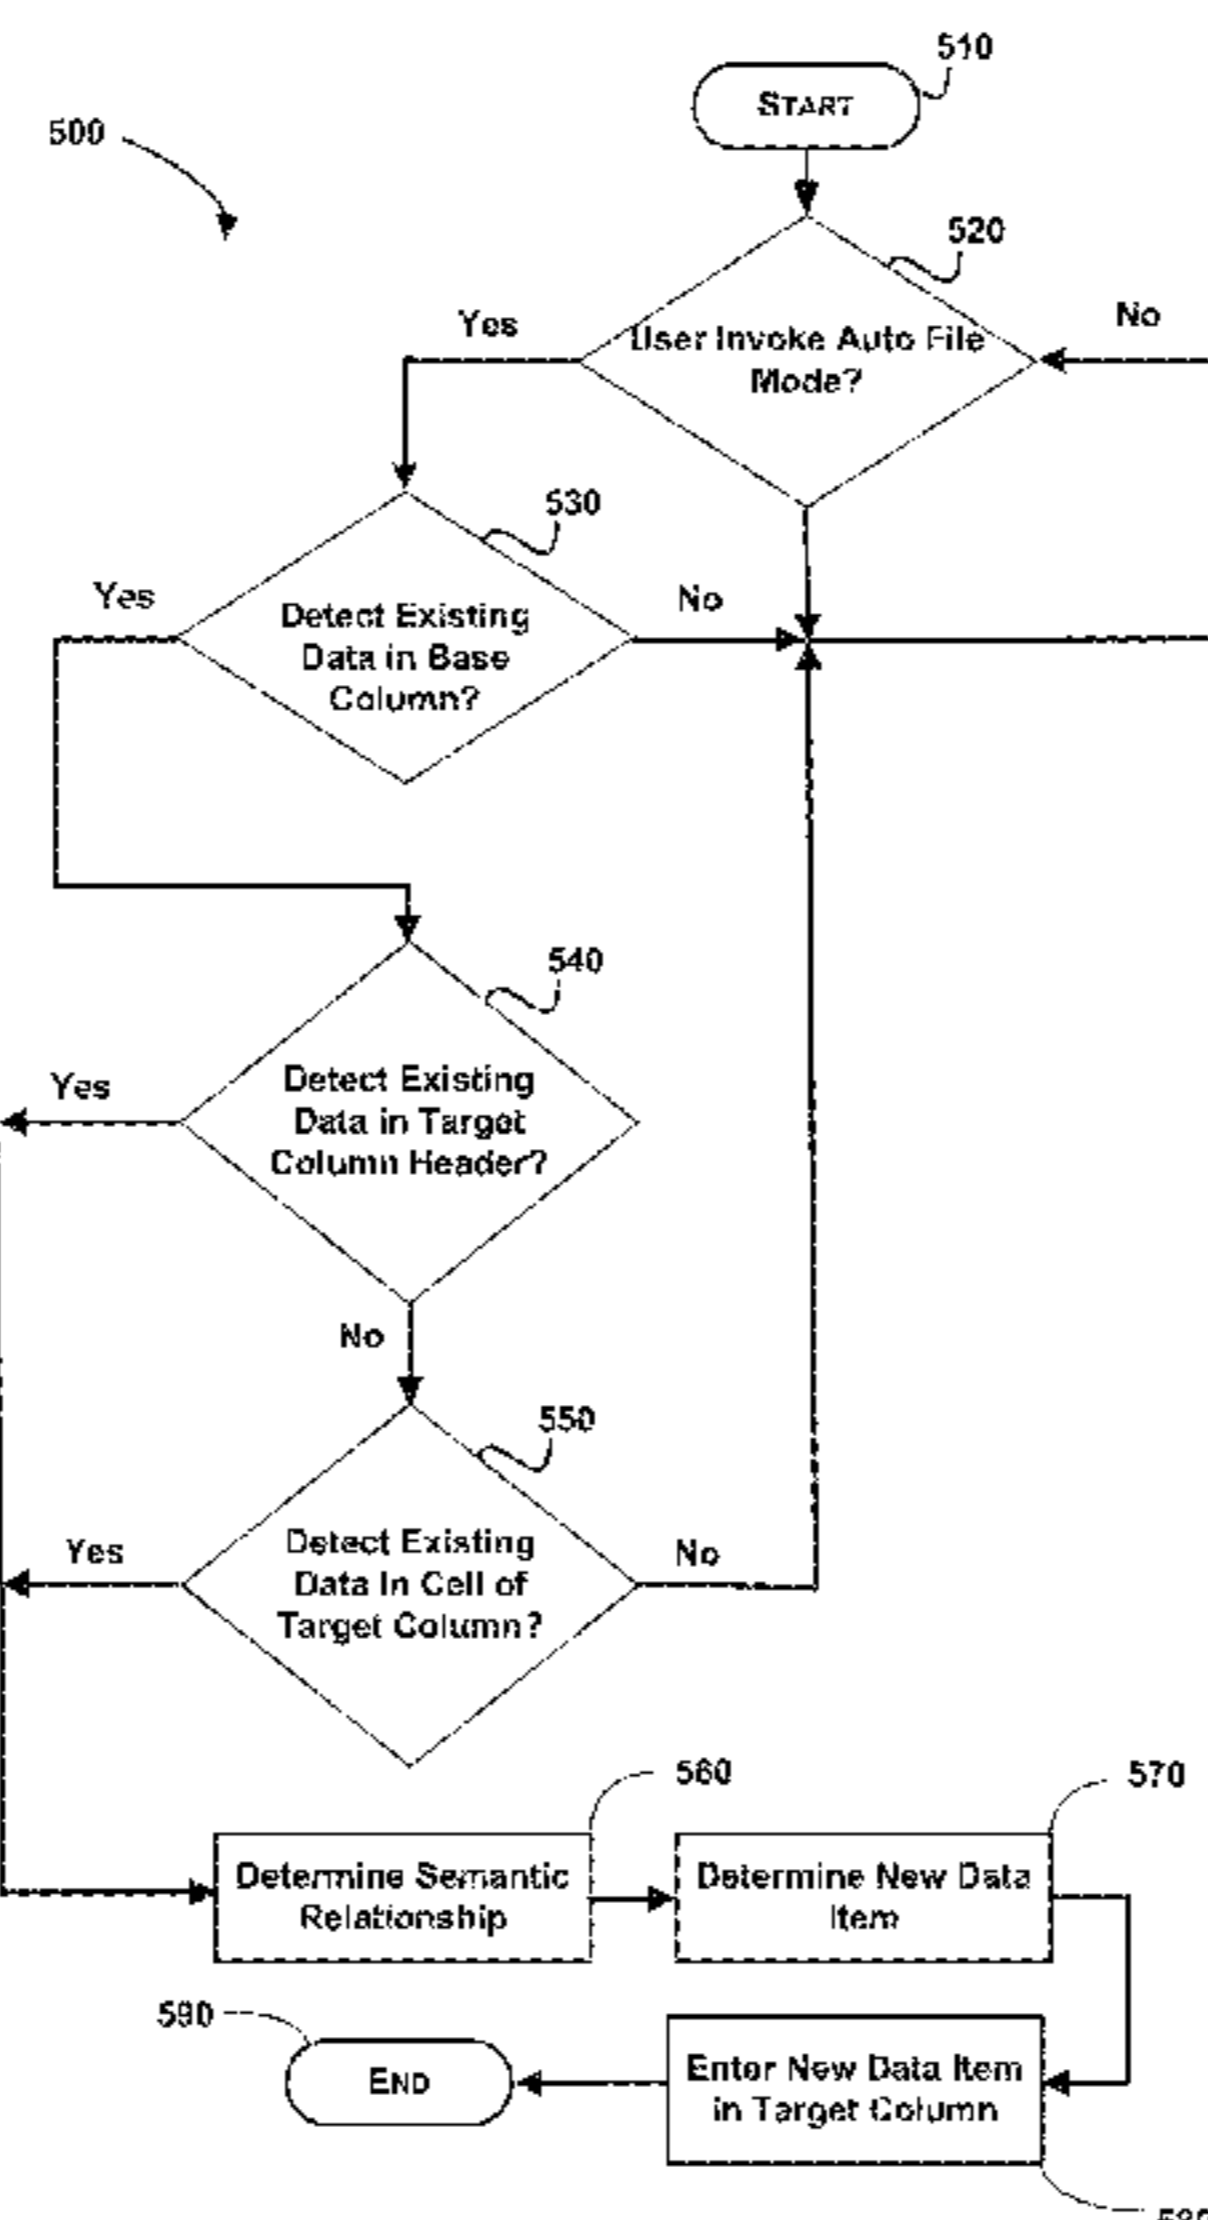 510
START
500
520
Yes
No
User Invoke Auto File
Mode?
530
Yes
No
Detect Existing
Data in Base
Column?
540
Yes
Detect Existing
Data in Target
Column Header?
No
550
Yes
No
Detect Existing
Data In Cell of
Target Column?
560
570
Determine Semantic
Relationship
Determine New Data
Item
590
END
Enter New Data Item
in Target Column